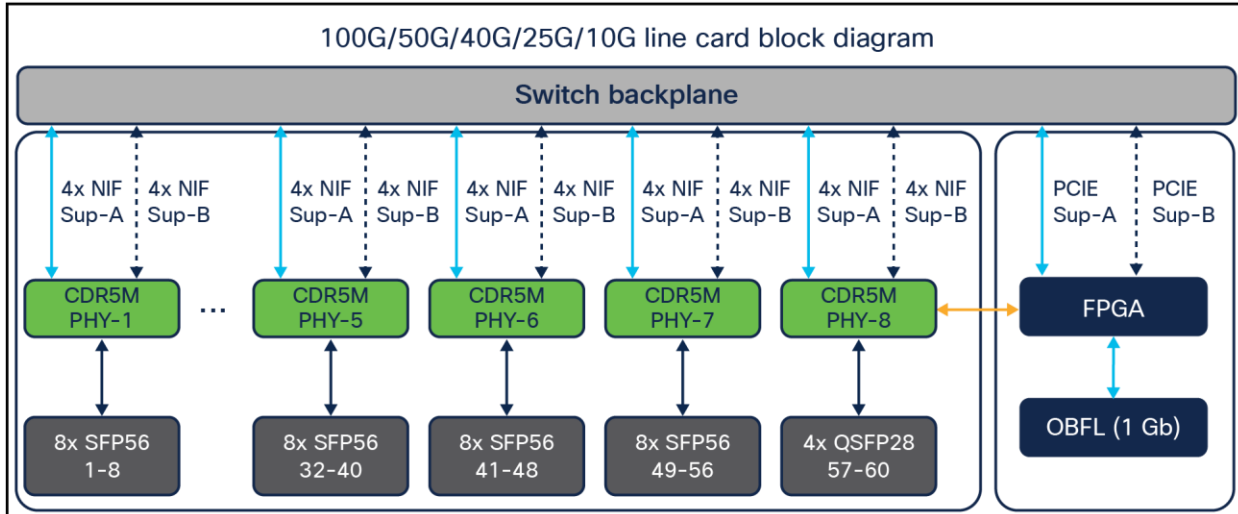 100G/50G/40G/25G/10G line card block diagram
Switch backplane
4x NIF
Sup-A
4x NIF
Sup-B
4x NIF
Sup-A
4x NIF
Sup-B
4x NIF
Sup-A
4x NIF
Sup-B
4x NIF
Sup-A
4x NIF
Sup-B
4x NIF
Sup-A
4x NIF
Sup-B
PCIE
Sup-A
PCIE
Sup-B
CDR5M
PHY-1
...
CDR5M
PHY-5
CDR5M
PHY-6
CDR5M
PHY-7
CDR5M
PHY-8
FPGA
8x SFP56
1-8
8x SFP56
32-40
8x SFP56
41-48
8x SFP56
49-56
4x QSFP28
57-60
OBFL (1 Gb)